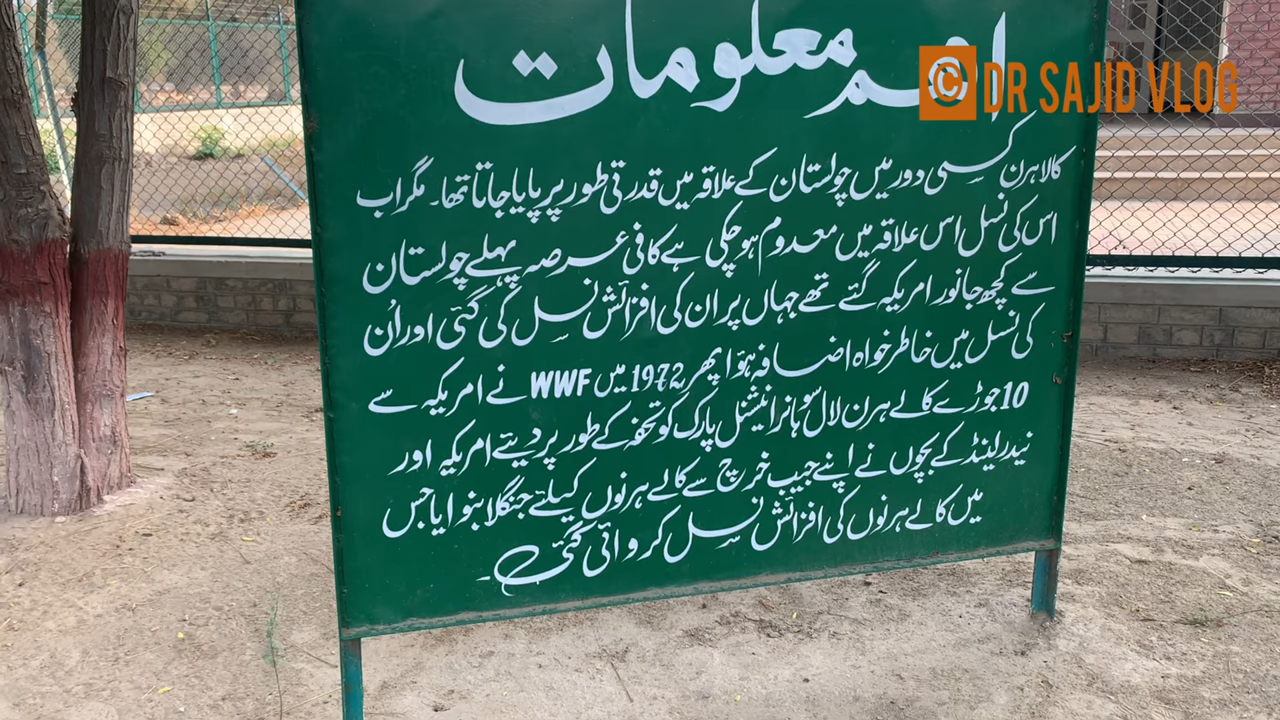 اہم معلومات
© DR SAJID VLOG
کالا ہرن کسی دور میں چولستان کے علاقہ میں قدرتی طور پر پایا جاتا تھا۔ مگر اب
اس کی نسل اس علاقہ میں معدوم ہو چکی ہے کافی عرصہ پہلے چولستان
سے کچھ جانور امریکہ گئے تھے جہاں پر ان کی افزائش نسل کی گئی اور اُن
کی نسل میں خاطر خواہ اضافہ ہوا پھر 1972 میں WWF نے امریکہ سے
10 جوڑے کالے ہرن لال سوہانرا نیشنل پارک کو تحفہ کے طور پر دیئے امریکہ اور
نیدرلینڈ کے بچوں نے اپنے جیب خرچ سے کالے ہرنوں کیلئے جنگلا بنوایا جس
میں کالے ہرنوں کی افزائش نسل کروائی گئی۔